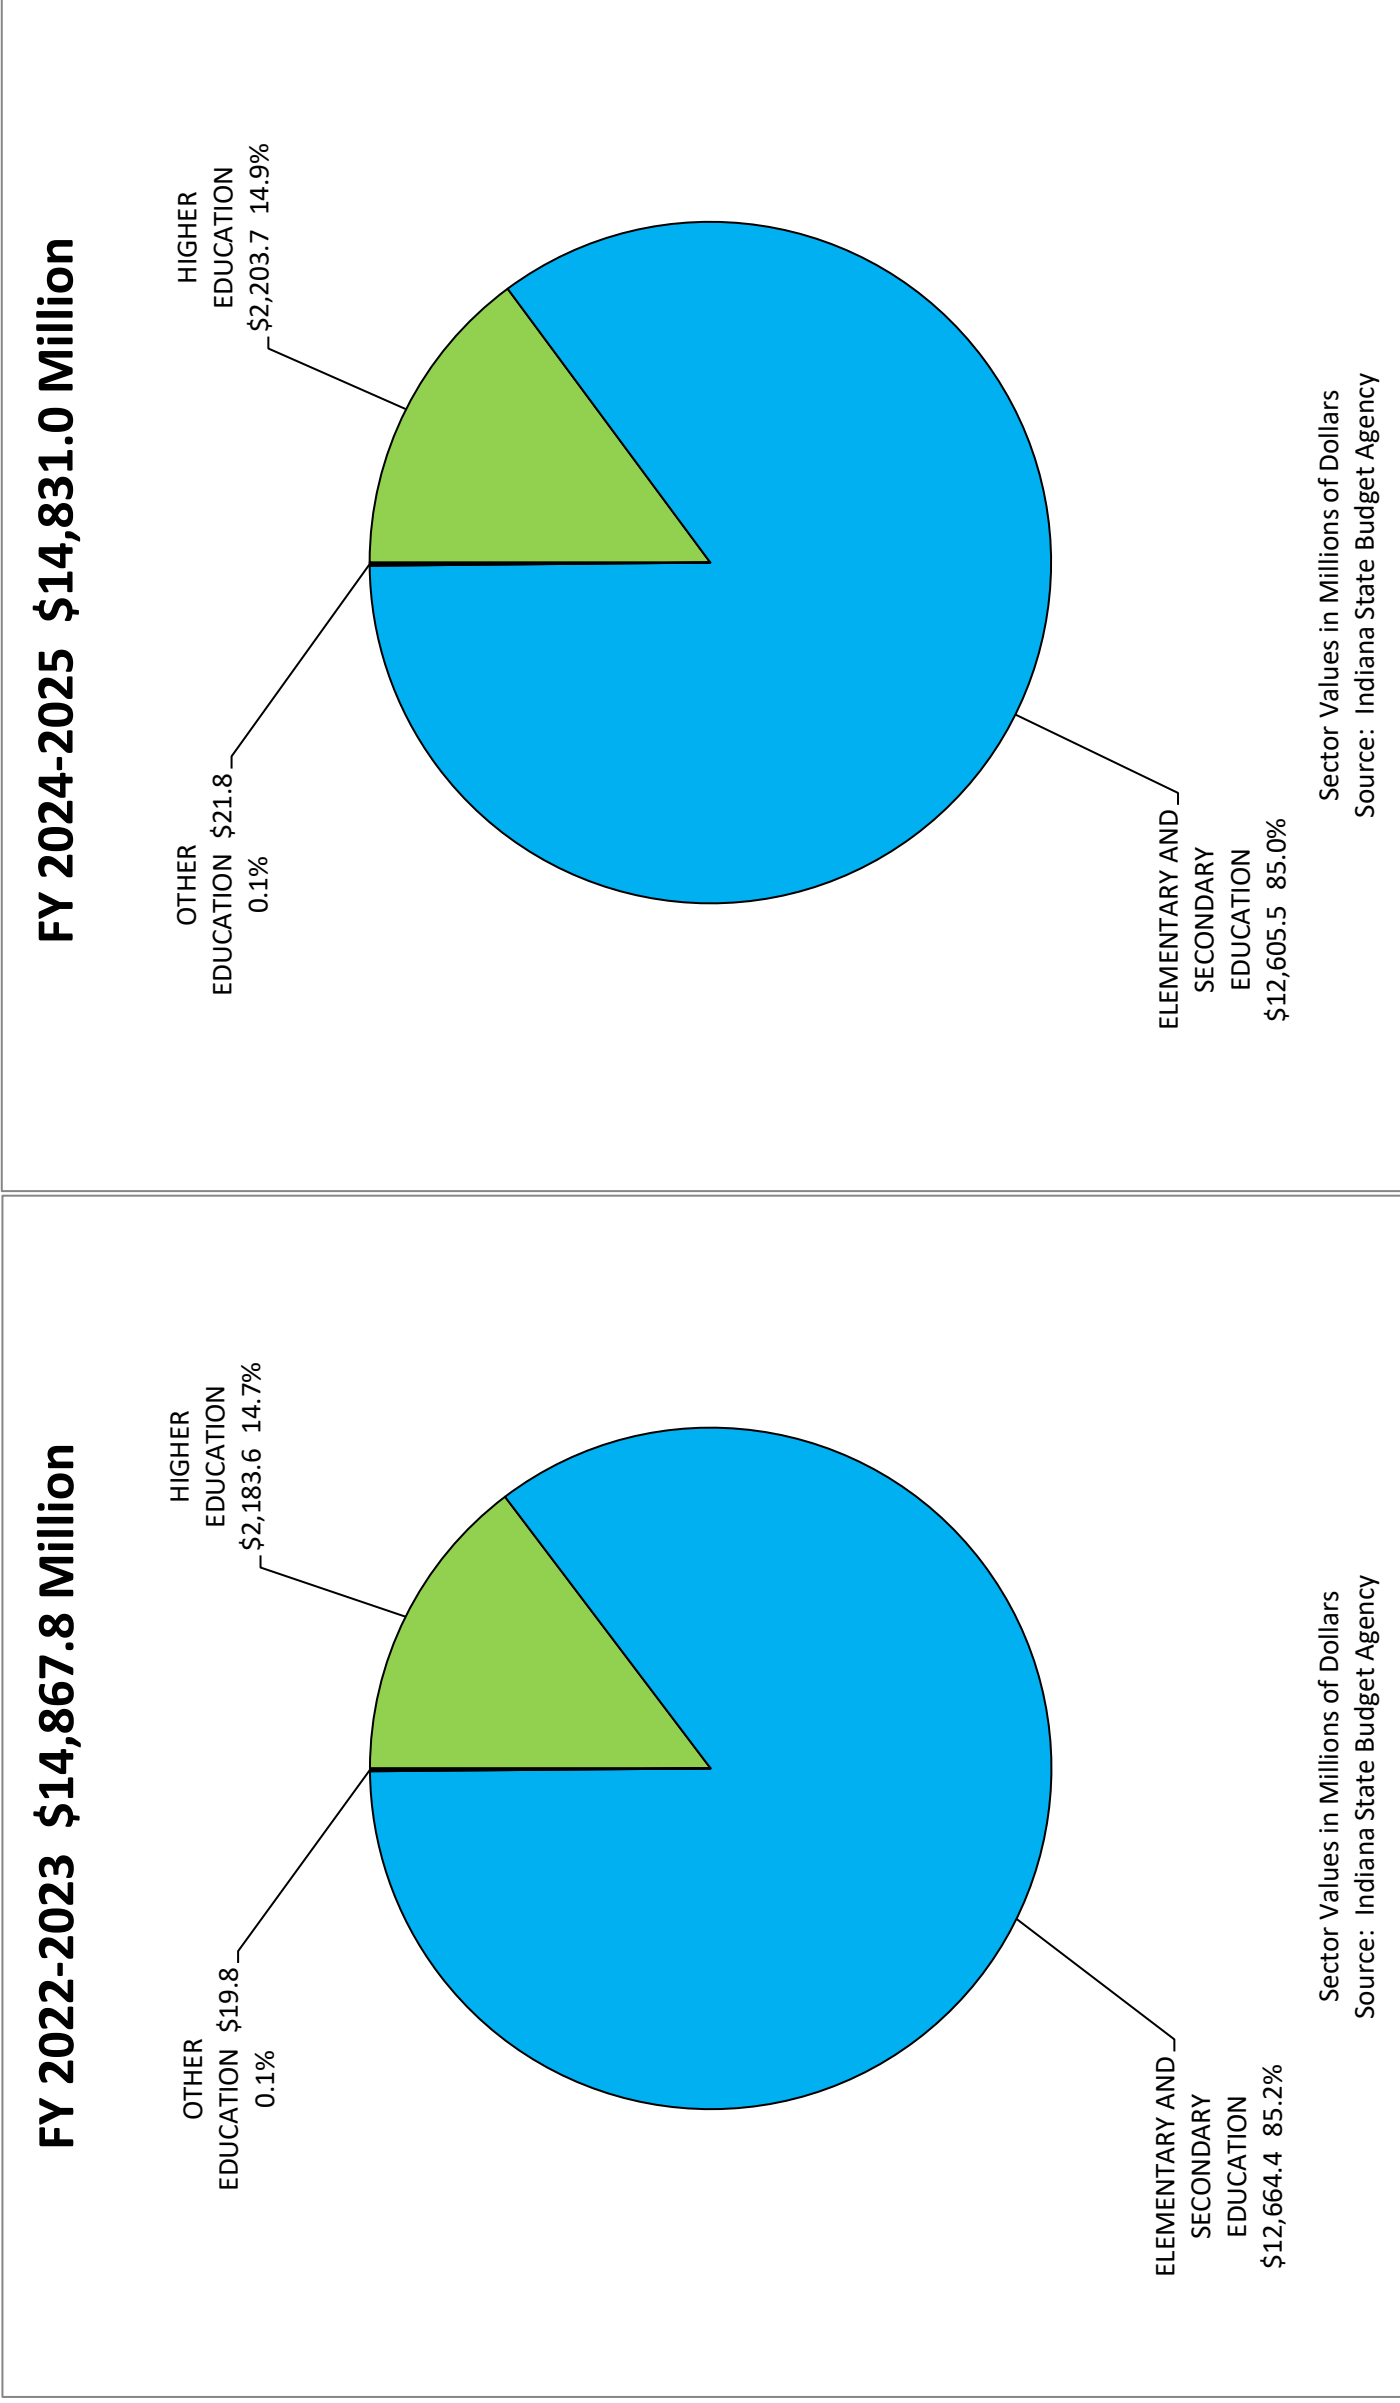 FY 2022-2023  $14,867.8 Million
OTHER
EDUCATION  $19.8
0.1%
HIGHER
EDUCATION
$2,183.6  14.7%
ELEMENTARY AND
SECONDARY
EDUCATION
$12,664.4  85.2%
Sector Values in Millions of Dollars
Source:  Indiana State Budget Agency
FY 2024-2025  $14,831.0 Million
OTHER
EDUCATION  $21.8
0.1%
HIGHER
EDUCATION
$2,203.7  14.9%
ELEMENTARY AND
SECONDARY
EDUCATION
$12,605.5  85.0%
Sector Values in Millions of Dollars
Source:  Indiana State Budget Agency